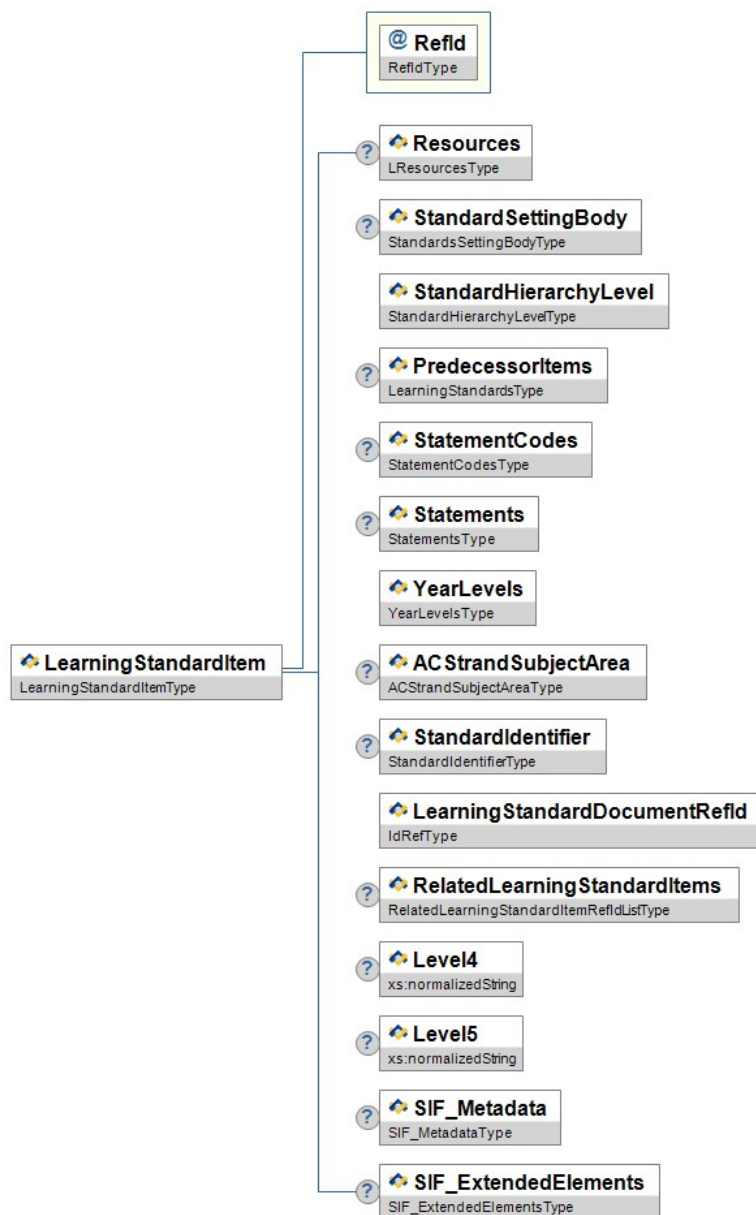 @ RefId
RefIdType
? Resources
LResourcesType
? StandardSettingBody
StandardsSettingBodyType
StandardHierarchyLevel
StandardHierarchyLevelType
? PredecessorItems
LearningStandardsType
? StatementCodes
StatementCodesType
? Statements
StatementsType
YearLevels
YearLevelsType
LearningStandardItem
LearningStandardItemType
? ACStrandSubjectArea
ACStrandSubjectAreaType
? StandardIdentifier
StandardIdentifierType
LearningStandardDocumentRefId
IdRefType
? RelatedLearningStandardItems
RelatedLearningStandardItemRefIdListType
? Level4
xs:normalizedString
? Level5
xs:normalizedString
? SIF_Metadata
SIF_MetadataType
? SIF_ExtendedElements
SIF_ExtendedElementsType